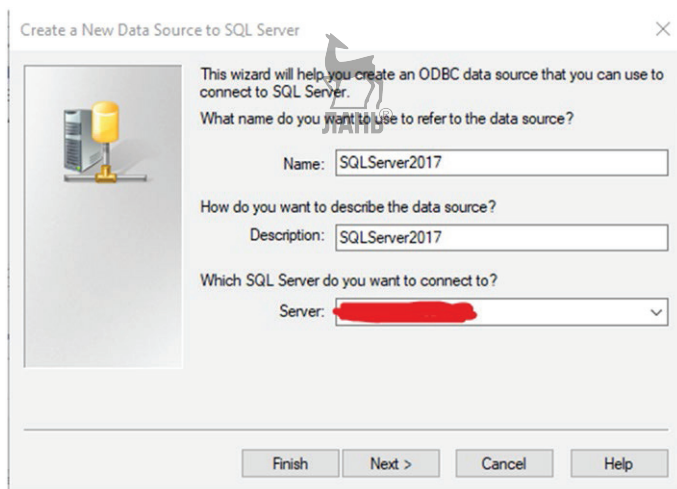 Create a New Data Source to SQL Server
This wizard will help you create an ODBC data source that you can use to
connect to SQL Server.
What name do you want to use to refer to the data source?
ЛАНЬ®
Name: SQLServer2017
How do you want to describe the data source?
Description: SQLServer2017
Which SQL Server do you want to connect to?
Server:
Finish
Next >
Cancel
Help